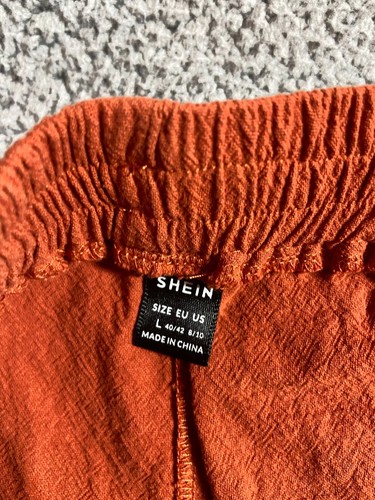 SHEIN
SIZE EU US
L 40/42 8/10
MADE IN CHINA